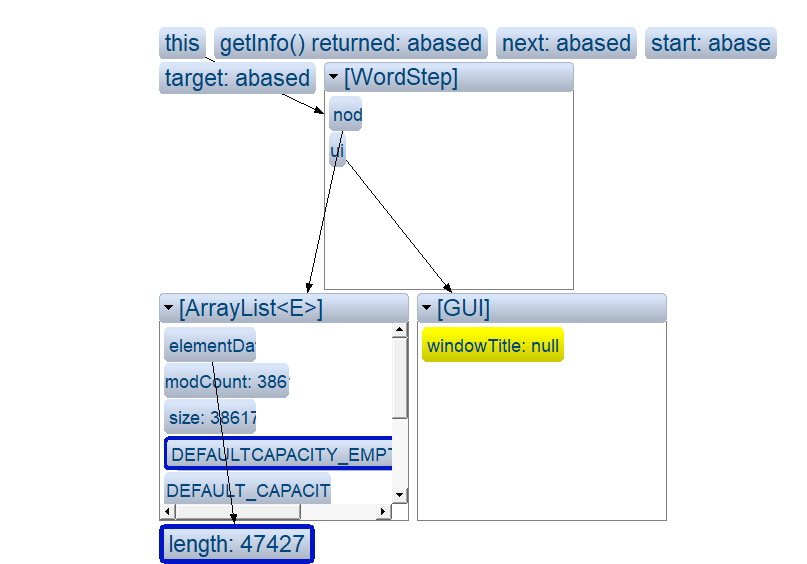 this getInfo() returned: abased next: abased start: abase
target: abased [WordStep]
nod
ui
[ArrayList<E>] [GUI]
elementDa windowTitle: null
modCount: 386
size: 38617
DEFAULTCAPACITY_EMPT
DEFAULT_CAPACIT
length: 47427